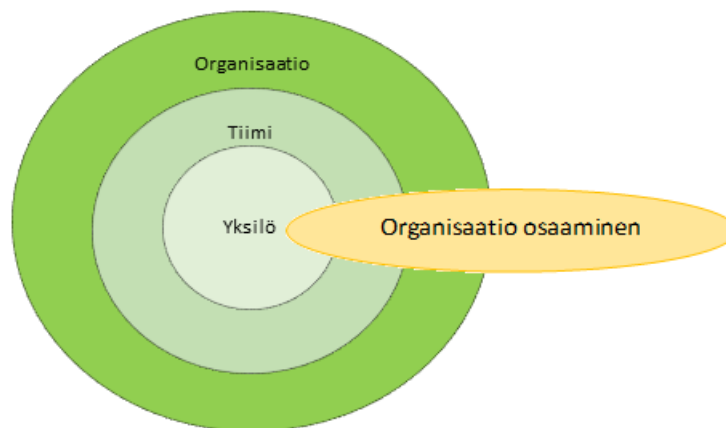 Organisaatio
Tiimi
Yksilö
Organisaatio osaaminen